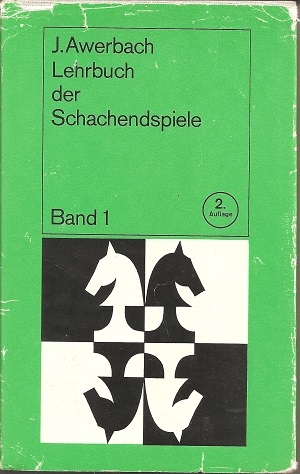 J. Awerbach
Lehrbuch
der
Schachendspiele
Band 1
2.
Auflage